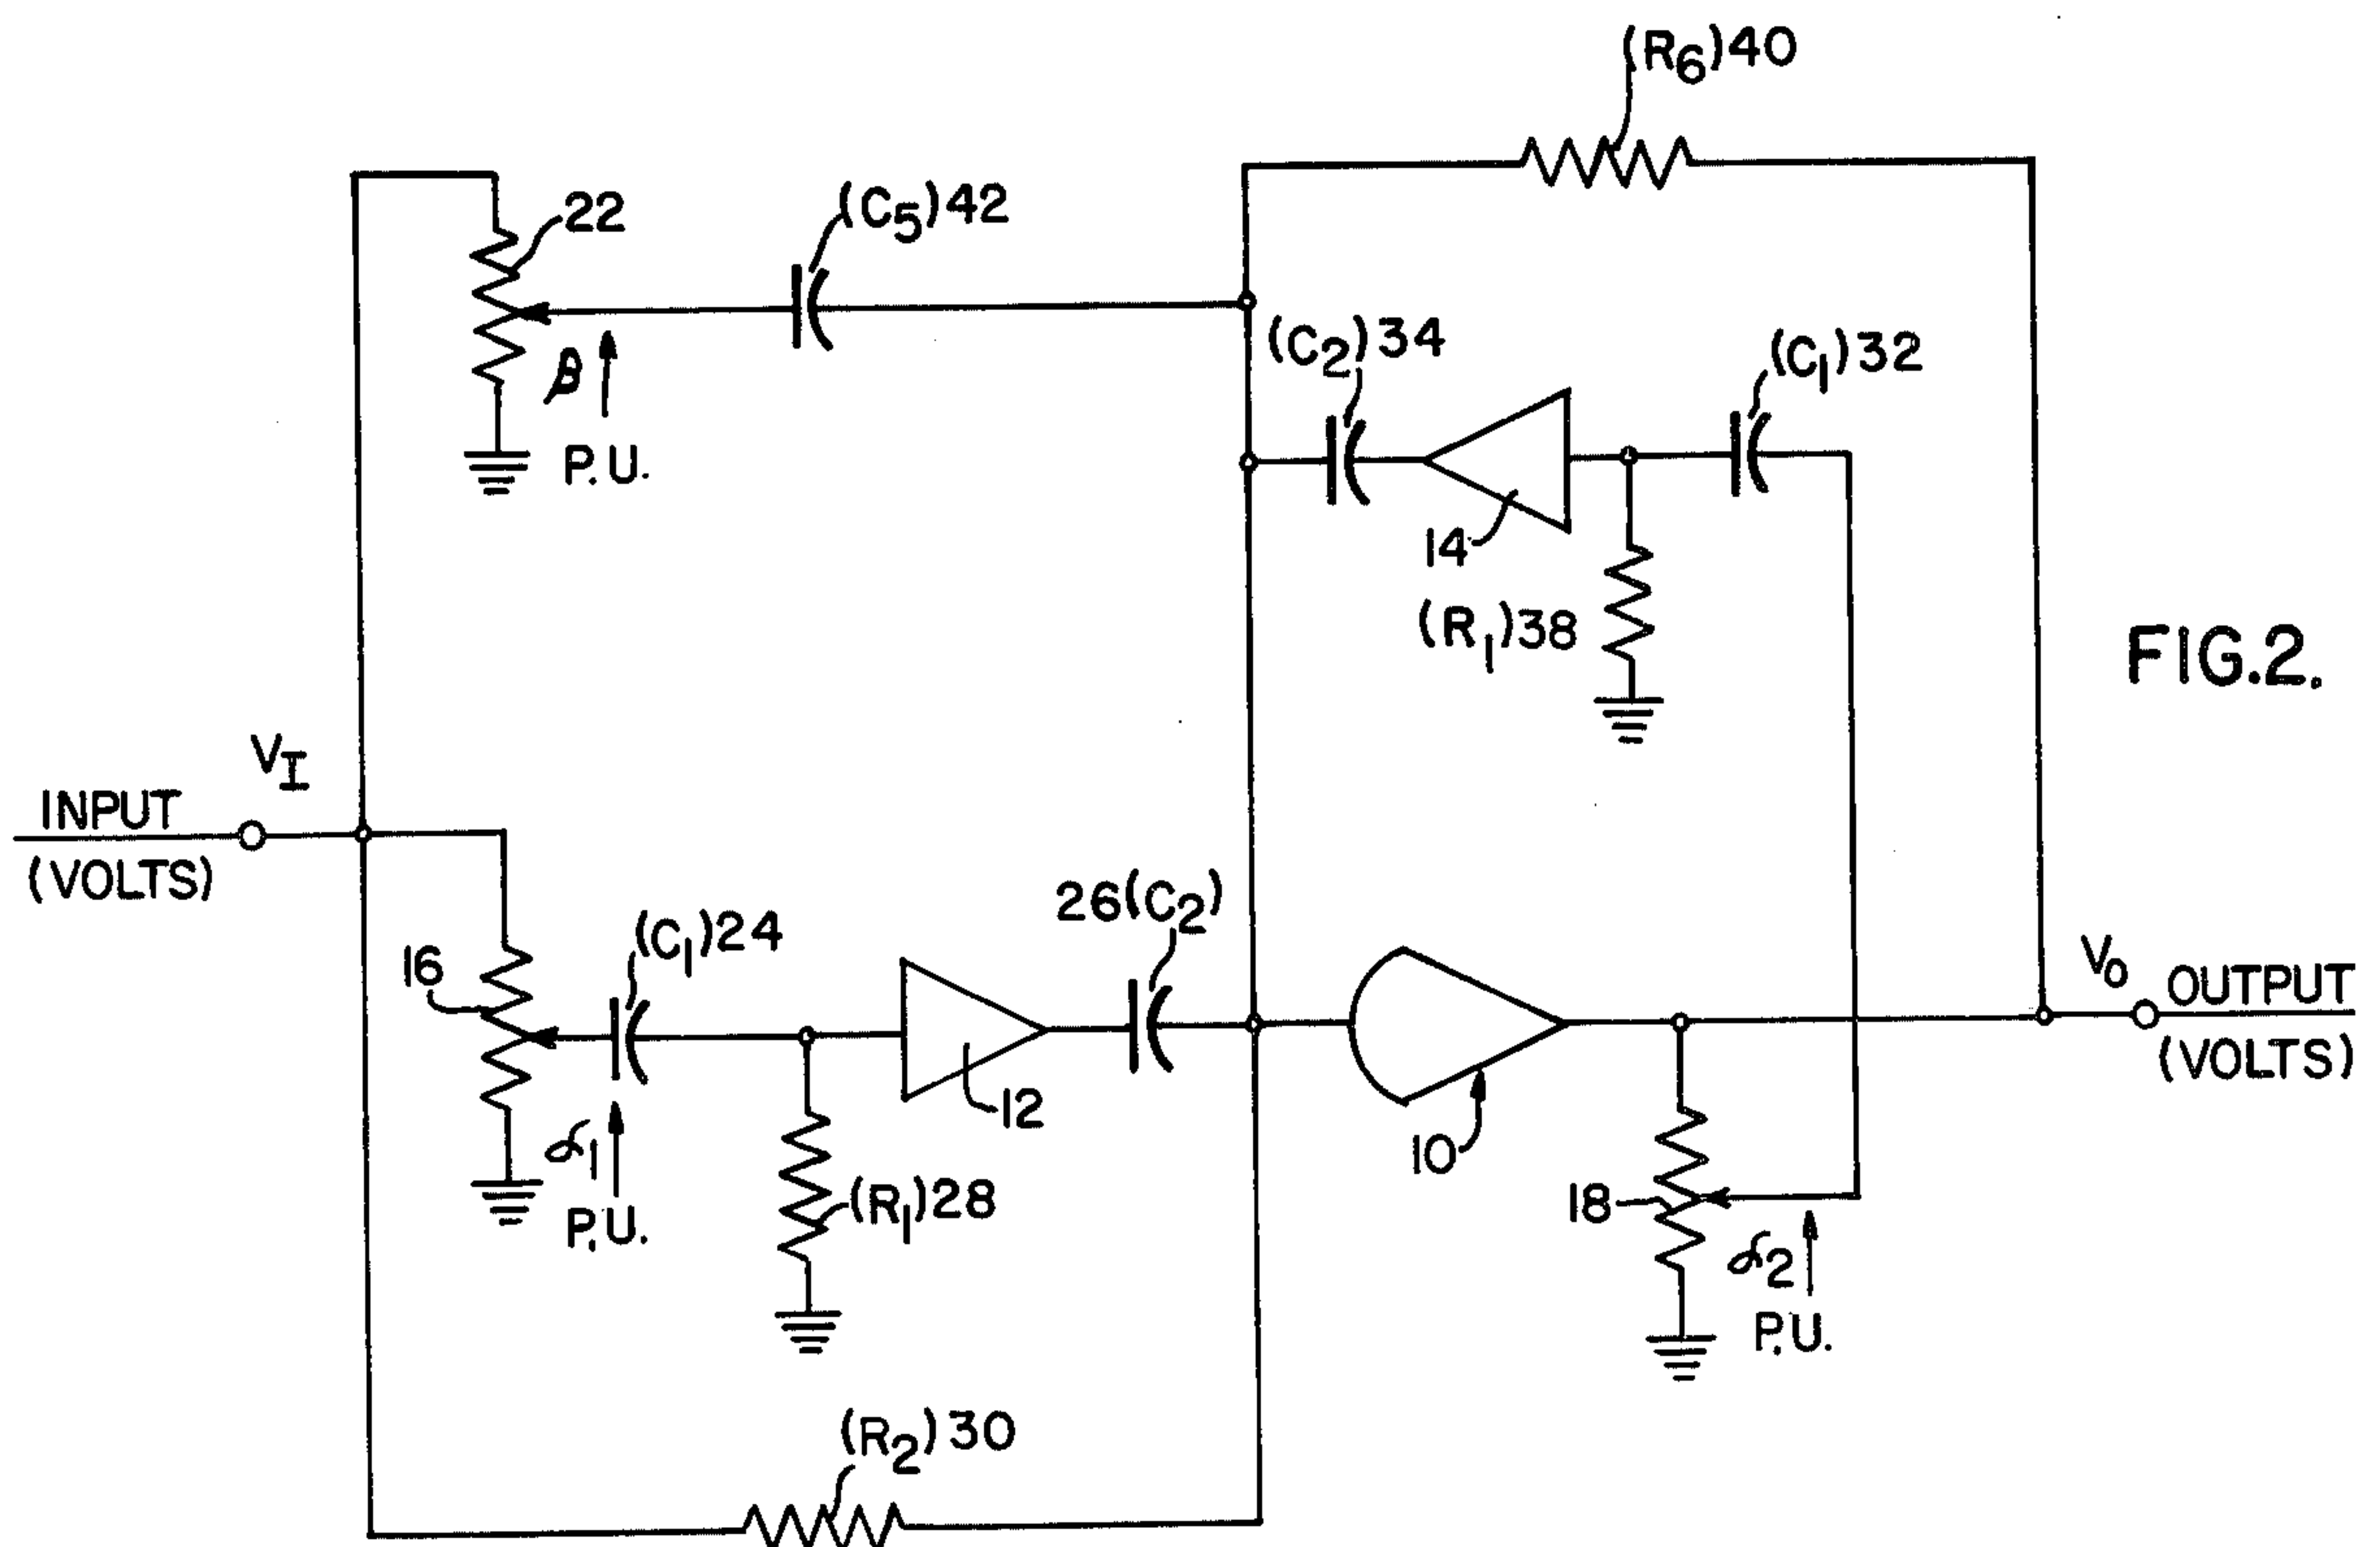 (R6)40
22
(C5)42
(C2)34
(C1)32
β
P.U.
14
(R1)38
FIG.2.
VI
INPUT
(VOLTS)
26(C2)
(C1)24
16
VO
OUTPUT
(VOLTS)
12
10
α1
P.U.
(R1)28
18
α2
P.U.
(R2)30